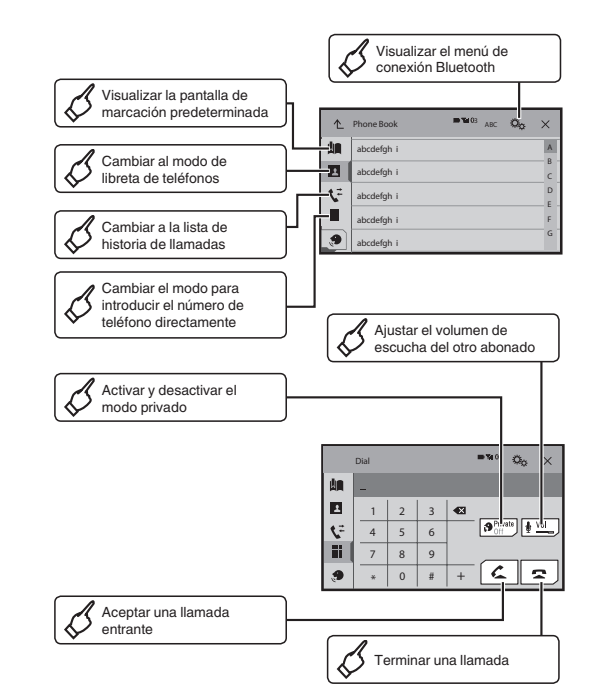 Visualizar el menú de
conexión Bluetooth
Visualizar la pantalla de
marcación predeterminada
Cambiar al modo de
libreta de teléfonos
Cambiar a la lista de
historia de llamadas
Cambiar el modo para
introducir el número de
teléfono directamente
Phone Book
ABC
abcdefgh i
abcdefgh i
abcdefgh i
abcdefgh i
abcdefgh i
A
B
C
D
E
F
G
Ajustar el volumen de
escucha del otro abonado
Activar y desactivar el
modo privado
Dial
_
1 2 3
4 5 6
7 8 9
* 0 # +
Private
Off
Vol
Aceptar una llamada
entrante
Terminar una llamada